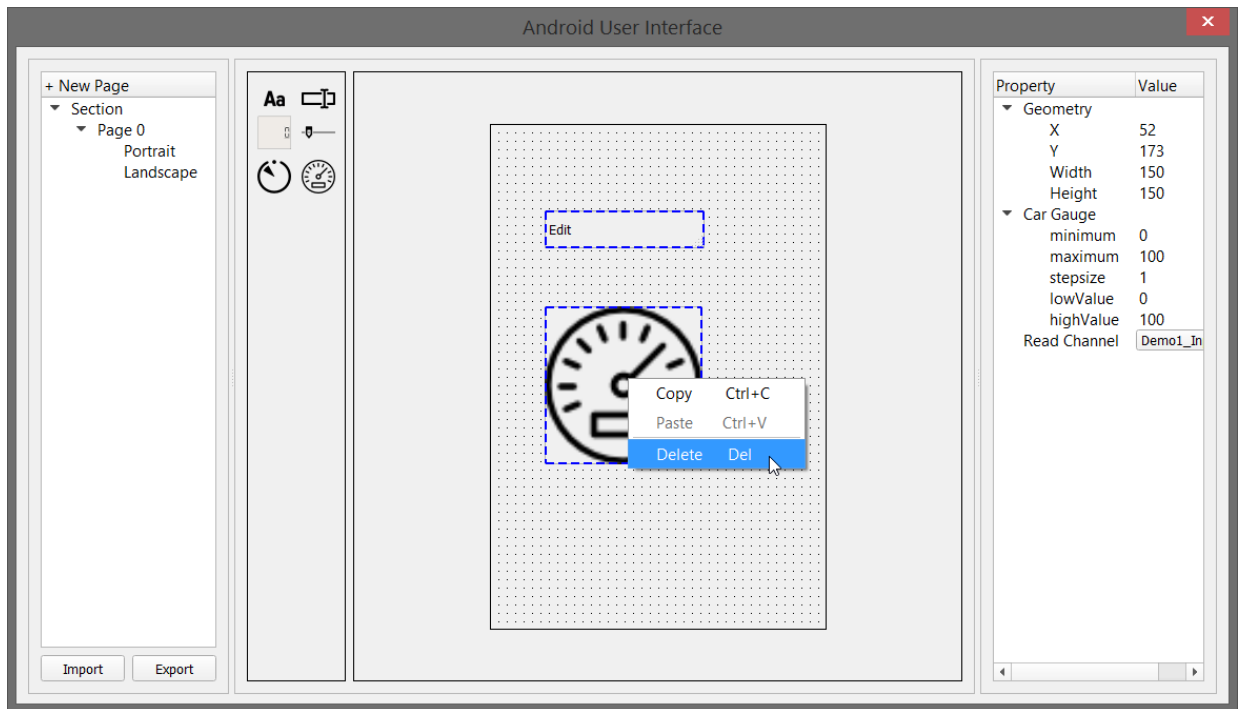 Android User Interface
+ New Page
Section
Page 0
Portrait
Landscape
Import Export
Aa
0
Edit
Copy Ctrl+C
Paste Ctrl+V
Delete Del
Property Value
Geometry
X 52
Y 173
Width 150
Height 150
Car Gauge
minimum 0
maximum 100
stepsize 1
lowValue 0
highValue 100
Read Channel Demo1_In